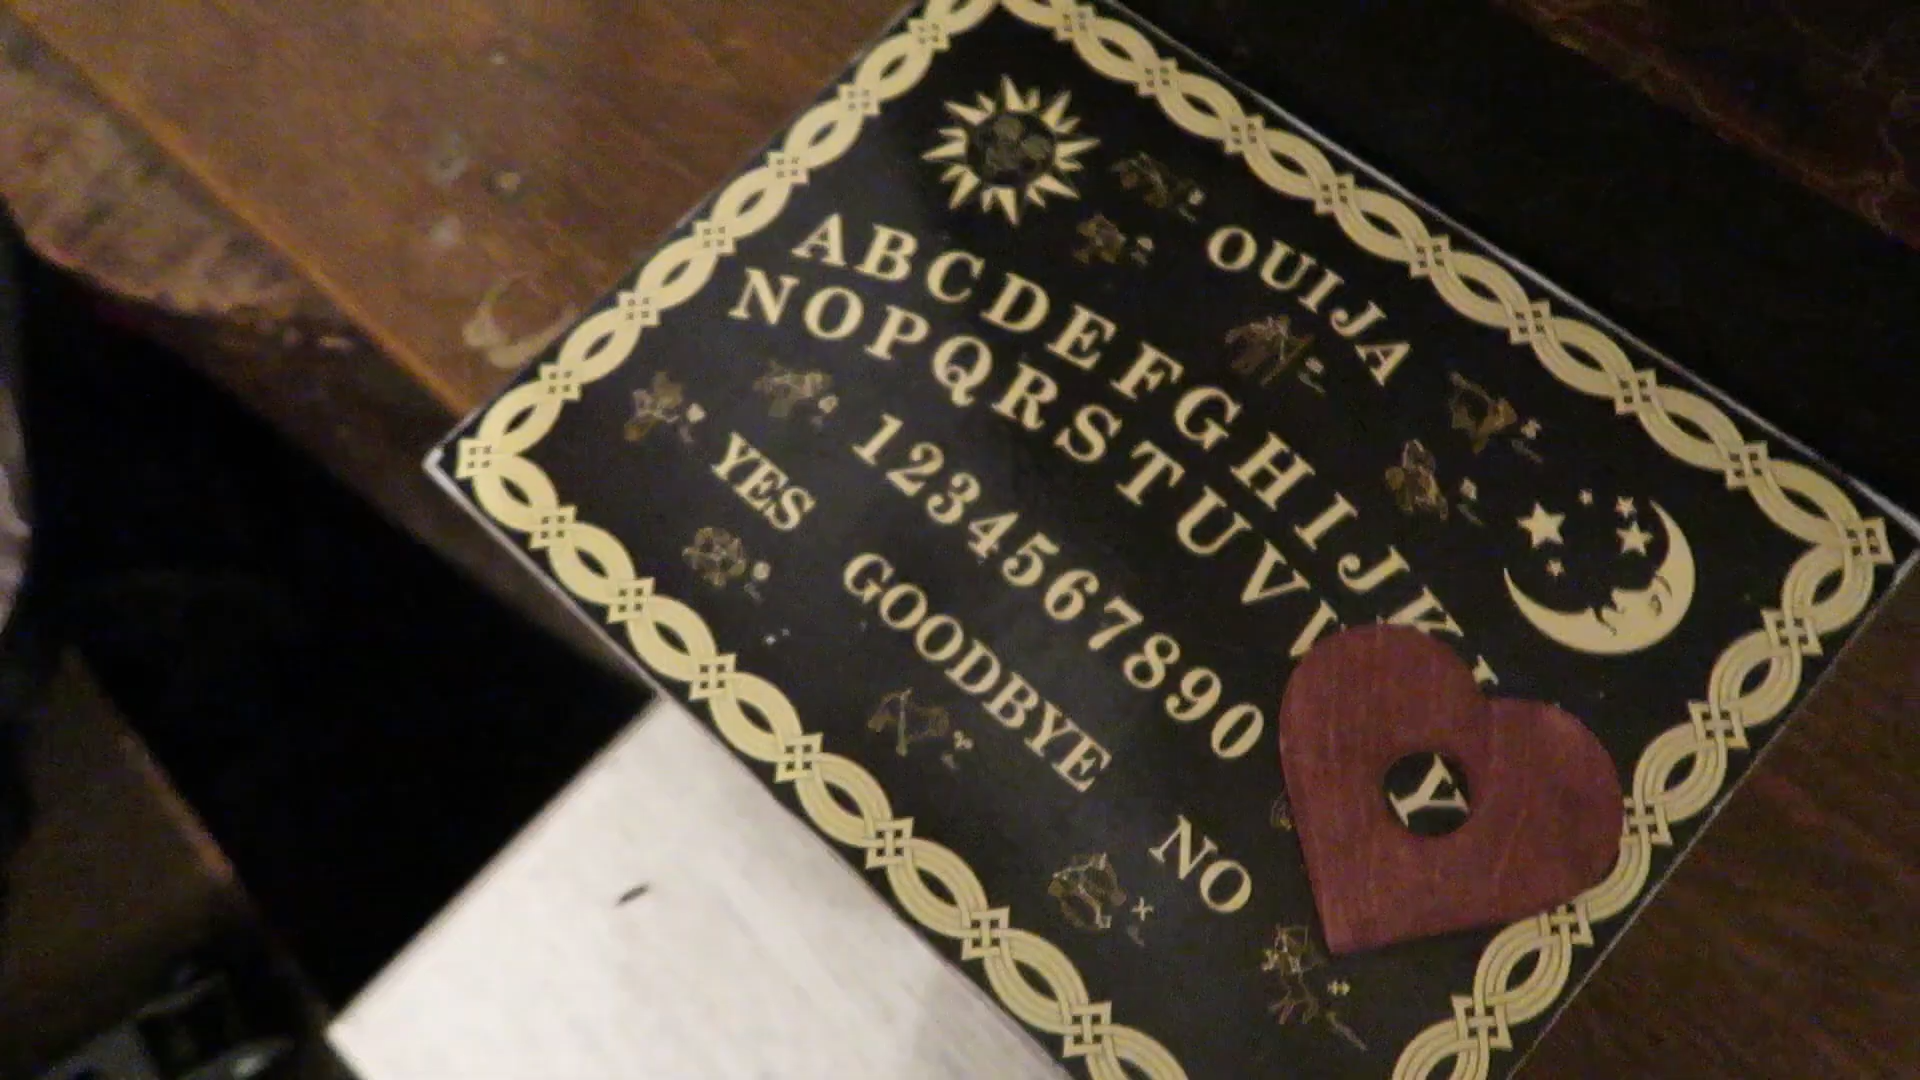 OUIJA
ABCDEFGHIJK
NOPQRSTUV
Y
1234567890
YES
GOODBYE
NO